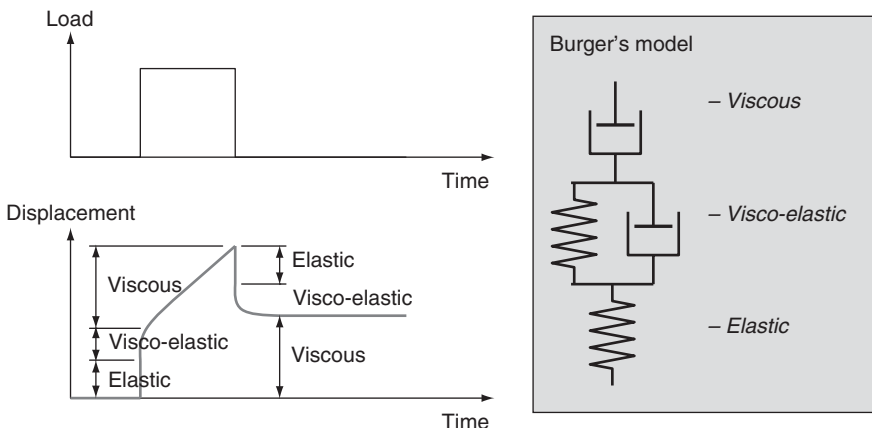 Load
Time
Displacement
Viscous
Visco-elastic
Elastic
Elastic
Visco-elastic
Viscous
Time
Burger's model
– Viscous
– Visco-elastic
– Elastic